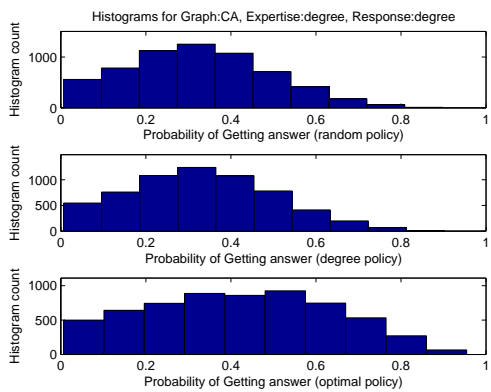 Histograms for Graph:CA, Expertise:degree, Response:degree
Histogram count
1000
0
0 0.2 0.4 0.6 0.8 1
Probability of Getting answer (random policy)
Histogram count
1000
500
0
0 0.2 0.4 0.6 0.8 1
Probability of Getting answer (degree policy)
Histogram count
1000
500
0
0 0.2 0.4 0.6 0.8 1
Probability of Getting answer (optimal policy)